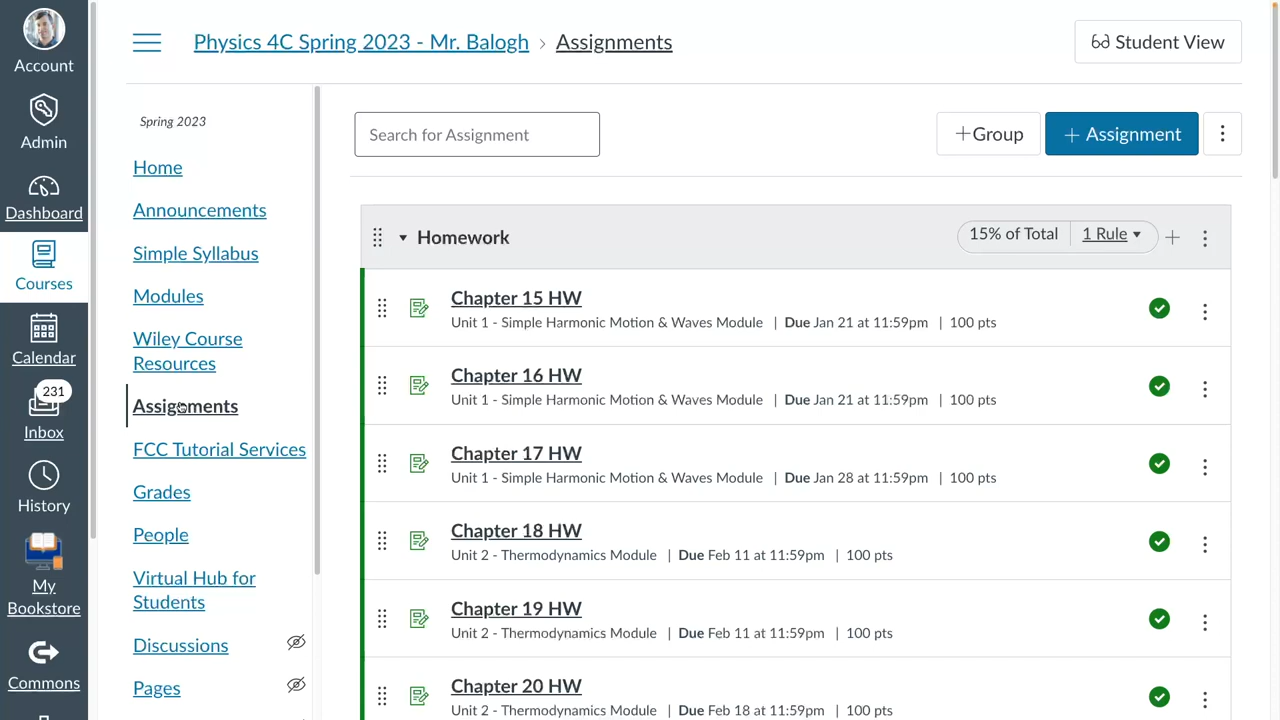 Account
Admin
Dashboard
Courses
Calendar
231
Inbox
History
My
Bookstore
Commons
Physics 4C Spring 2023 - Mr. Balogh › Assignments
Student View
Spring 2023
Home
Announcements
Simple Syllabus
Modules
Wiley Course
Resources
Assignments
FCC Tutorial Services
Grades
People
Virtual Hub for
Students
Discussions
Pages
Search for Assignment
+Group
+ Assignment
Homework
15% of Total
1 Rule
Chapter 15 HW
Unit 1 - Simple Harmonic Motion & Waves Module | Due Jan 21 at 11:59pm | 100 pts
Chapter 16 HW
Unit 1 - Simple Harmonic Motion & Waves Module | Due Jan 21 at 11:59pm | 100 pts
Chapter 17 HW
Unit 1 - Simple Harmonic Motion & Waves Module | Due Jan 28 at 11:59pm | 100 pts
Chapter 18 HW
Unit 2 - Thermodynamics Module | Due Feb 11 at 11:59pm | 100 pts
Chapter 19 HW
Unit 2 - Thermodynamics Module | Due Feb 11 at 11:59pm | 100 pts
Chapter 20 HW
Unit 2 - Thermodynamics Module | Due Feb 18 at 11:59pm | 100 pts